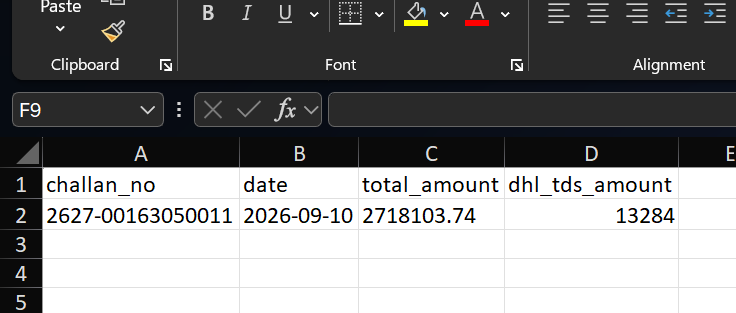 Paste
B I U A
Clipboard Font Alignment
F9 fx
A B C D E
1 challan_no date total_amount dhl_tds_amount
2 2627-00163050011 2026-09-10 2718103.74 13284
3
4
5